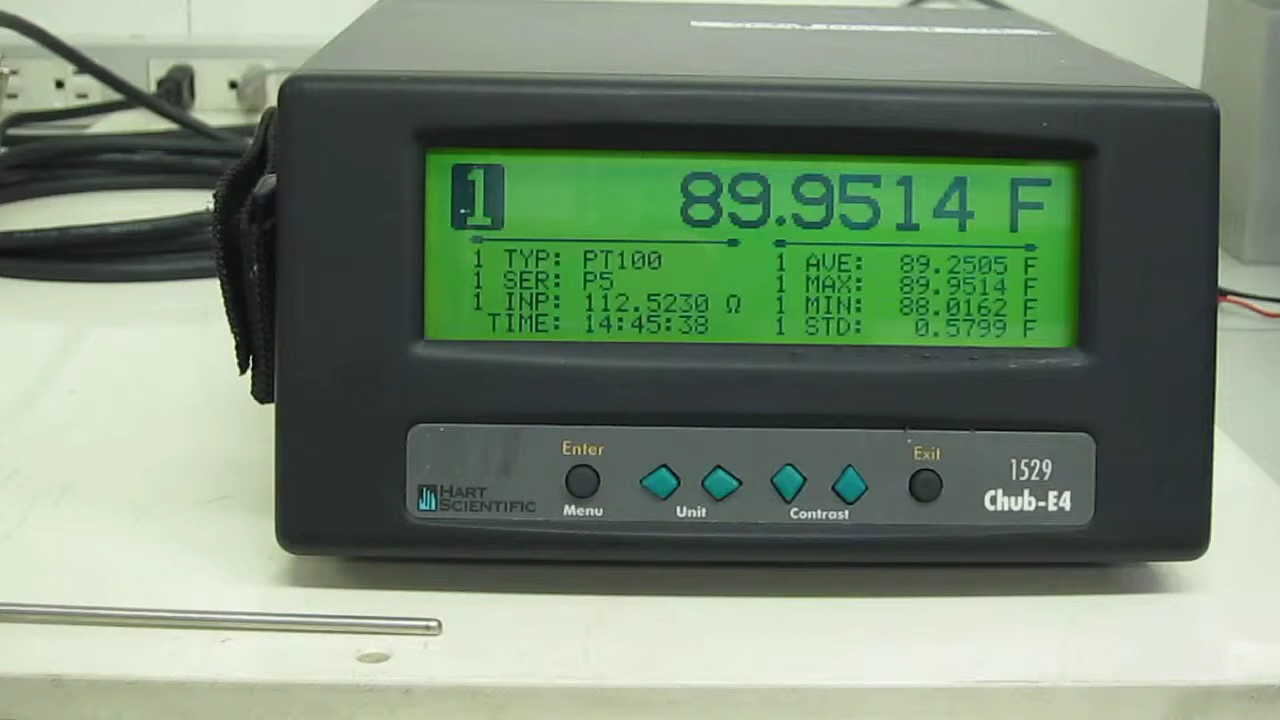 1 89.9514 F
1 TYP: PT100
1 SER: P5
1 INP: 112.5230 Ω
TIME: 14:45:38
1 AVE: 89.2505 F
1 MAX: 89.9514 F
1 MIN: 88.0162 F
1 STD: 0.5799 F
Enter
Exit
HART
SCIENTIFIC
Menu
Unit
Contrast
1529
Chub-E4